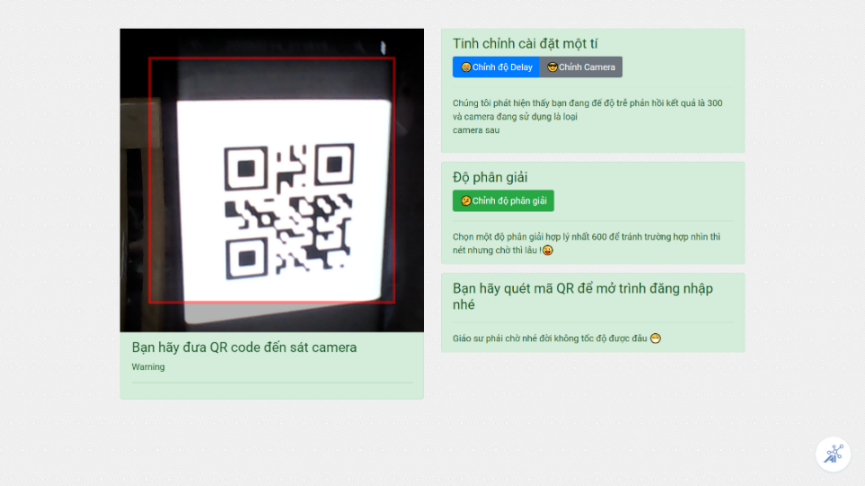 Bạn hãy đưa QR code đến sát camera
Warning
Tinh chỉnh cài đặt một tí
😄Chỉnh độ Delay
😎Chỉnh Camera
Chúng tôi phát hiện thấy bạn đang để độ trễ phản hồi kết quả là 300
và camera đang sử dụng là loại
camera sau
Độ phân giải
😕Chỉnh độ phân giải
Chọn một độ phân giải hợp lý nhất 600 để tránh trường hợp nhìn thì
nét nhưng chờ thì lâu !😛
Bạn hãy quét mã QR để mở trình đăng nhập
nhé
Giáo sư phải chờ nhé đời không tốc độ được đâu 😁
AI